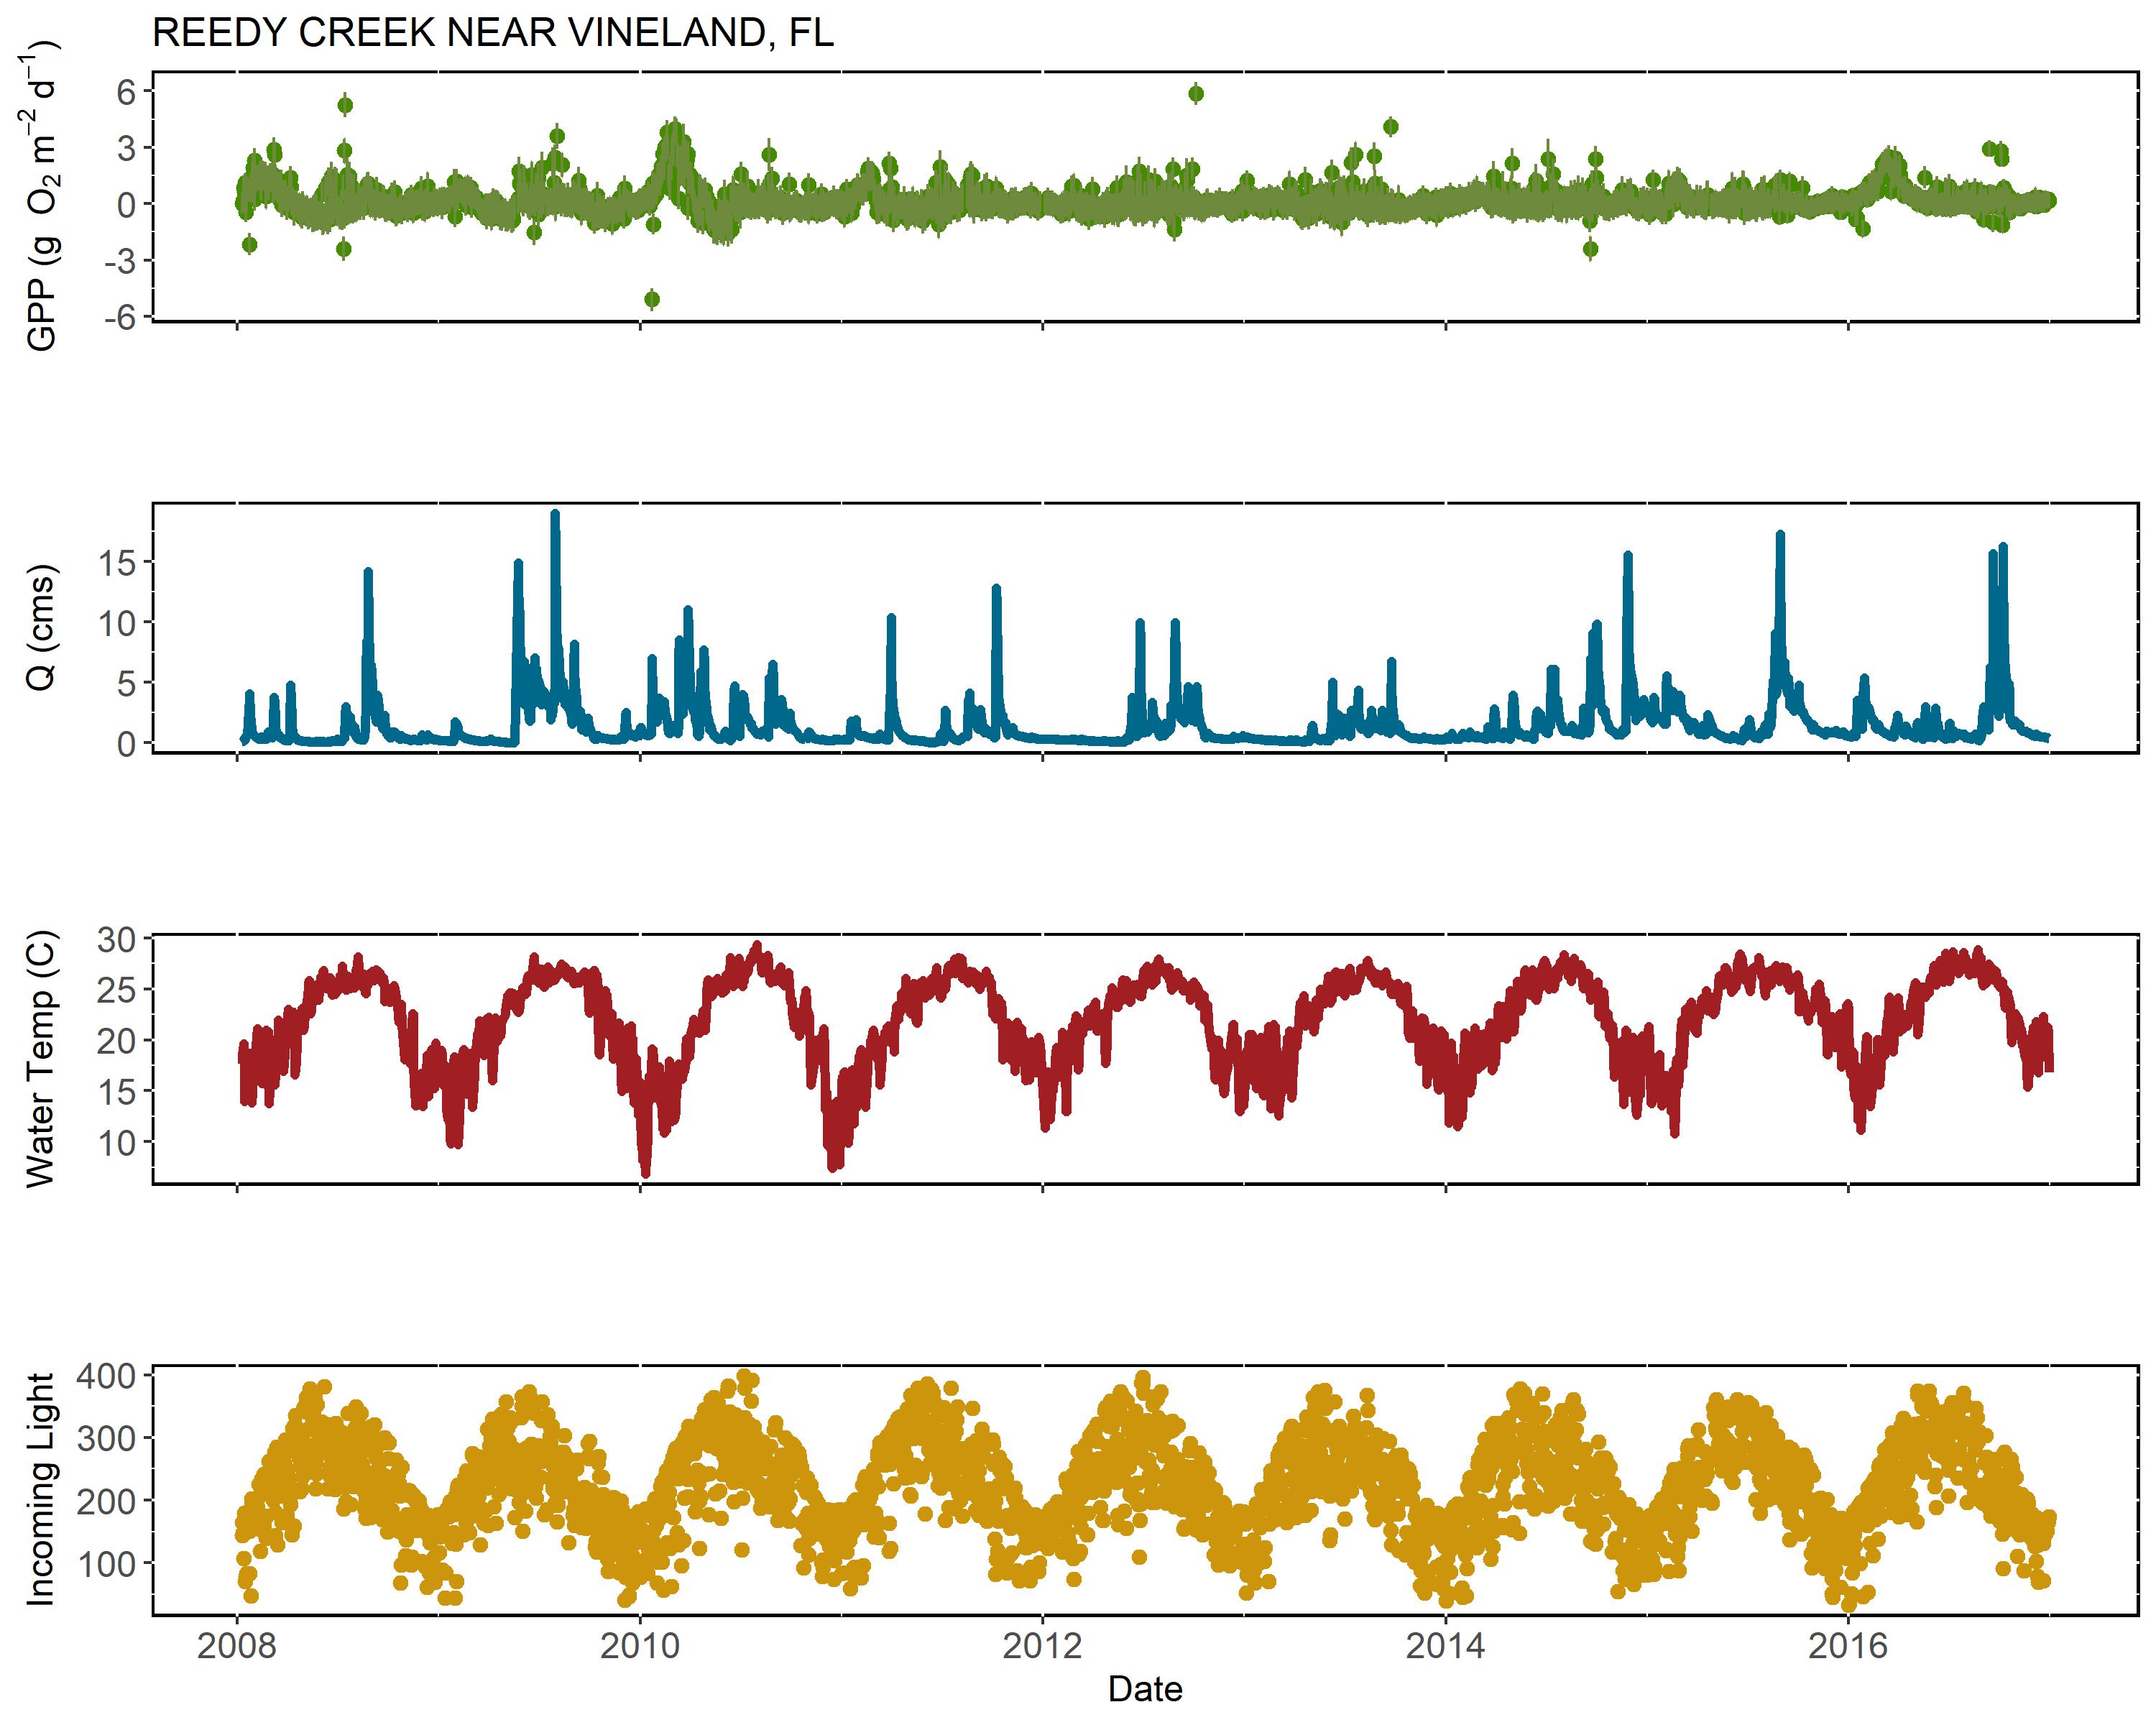 REEDY CREEK NEAR VINELAND, FL
GPP (g O₂ m⁻² d⁻¹)
6
3
0
-3
-6
Q (cms)
15
10
5
0
Water Temp (C)
30
25
20
15
10
Incoming Light
400
300
200
100
2008 2010 2012 2014 2016
Date